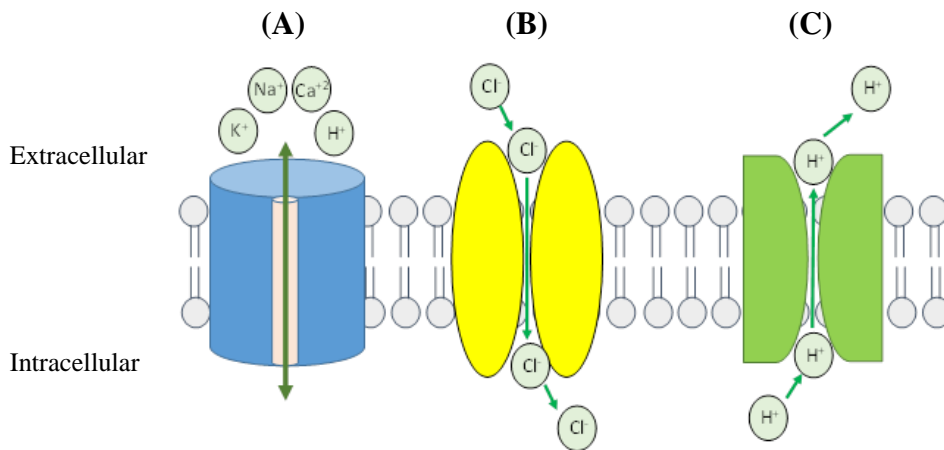 (A) (B) (C)
Na⁺ Ca⁺² Cl⁻ H⁺
K⁺ H⁺
Extracellular Cl⁻ H⁺
Intracellular Cl⁻ H⁺
Cl⁻ H⁺